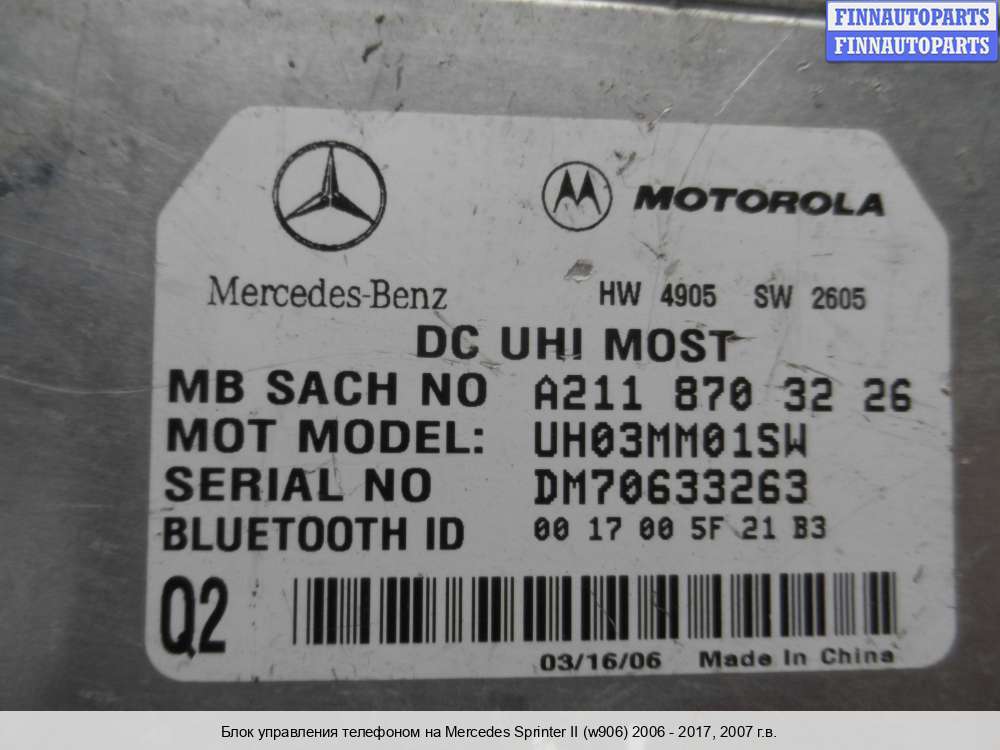 FINNAUTOPARTS
FINNAUTOPARTS
MOTOROLA
Mercedes-Benz HW 4905 SW 2605
DC UHI MOST
MB SACH NO A211 870 32 26
MOT MODEL: UH03MM01SW
SERIAL NO DM70633263
BLUETOOTH ID 00 17 00 5F 21 B3
Q2
03/16/06 Made In China
Блок управления телефоном на Mercedes Sprinter II (w906) 2006 - 2017, 2007 г.в.